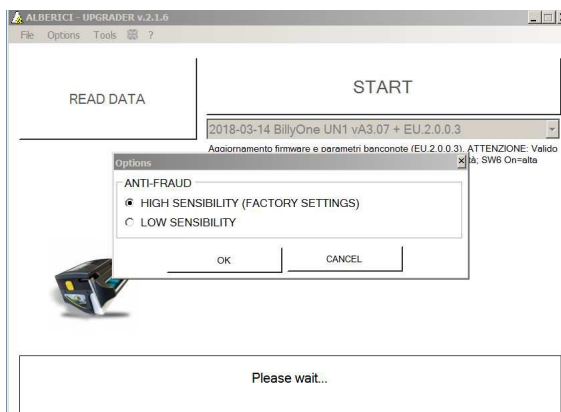 ALBERICI - UPGRADER v.2.1.6
File Options Tools ?
READ DATA
START
2018-03-14 BillyOne UN1 vA3.07 + EU.2.0.0.3
Aggiornamento firmware e parametri banconote (EU.2.0.0.3). ATTENZIONE: Valido
tà; SW6 On=alta
Options
ANTI-FRAUD
HIGH SENSIBILITY (FACTORY SETTINGS)
LOW SENSIBILITY
OK CANCEL
Please wait...